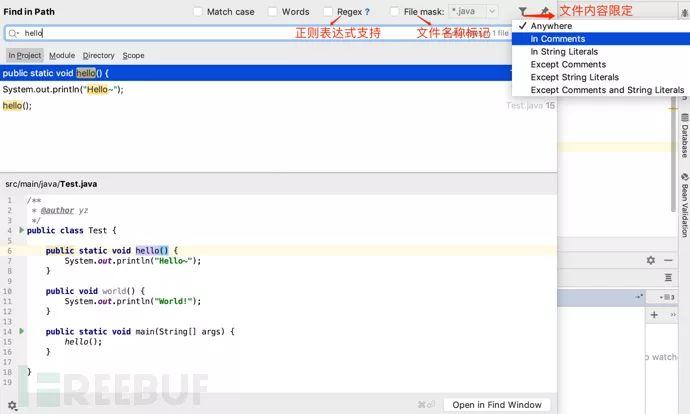 Find in Path Match case Words Regex ? File mask: *.java 文件内容限定
hello 正则表达式支持 文件名称标记 1 file
Anywhere
In Comments
In String Literals
Except Comments
Except String Literals
Except Comments and String Literals
In Project Module Directory Scope
public static void hello() {
System.out.println("Hello~");
hello(); Test.java 15
Database
Bean Validation
src/main/java/Test.java
1 /**
2 * @author yz
3 */
4 public class Test {
5
6 public static void hello() {
7 System.out.println("Hello~");
8 }
9
10 public void world() {
11 System.out.println("World!");
12 }
13
14 public static void main(String[] args) {
15 hello();
16 }
17
18 }
19
REEBUF
Open in Find Window